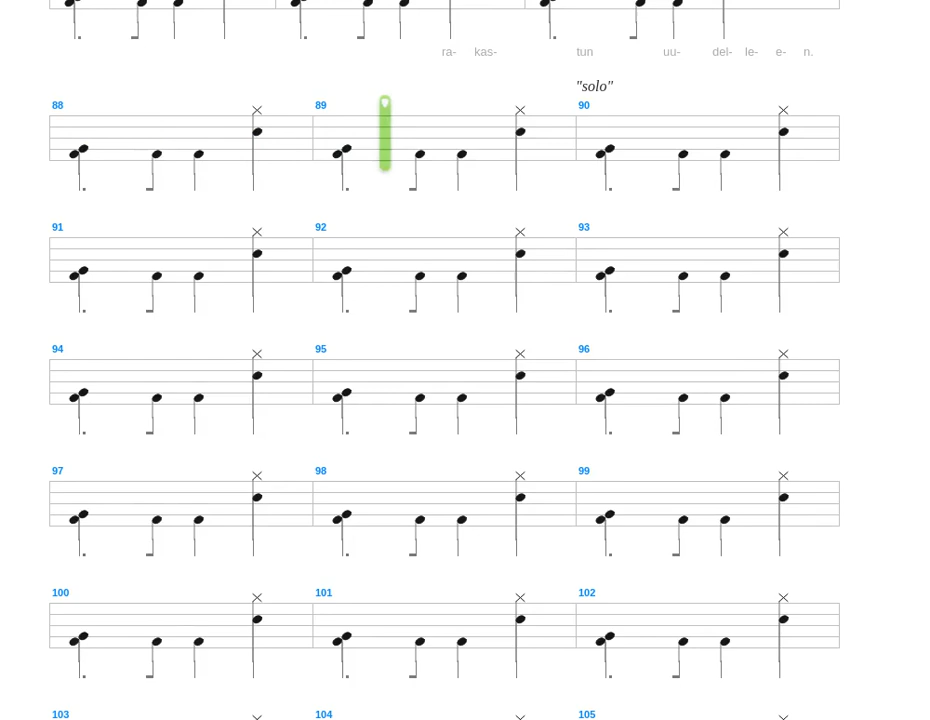 ra- kas- tun uu- del- le- e- n.
"solo"
88 89 90
91 92 93
94 95 96
97 98 99
100 101 102
103 104 105